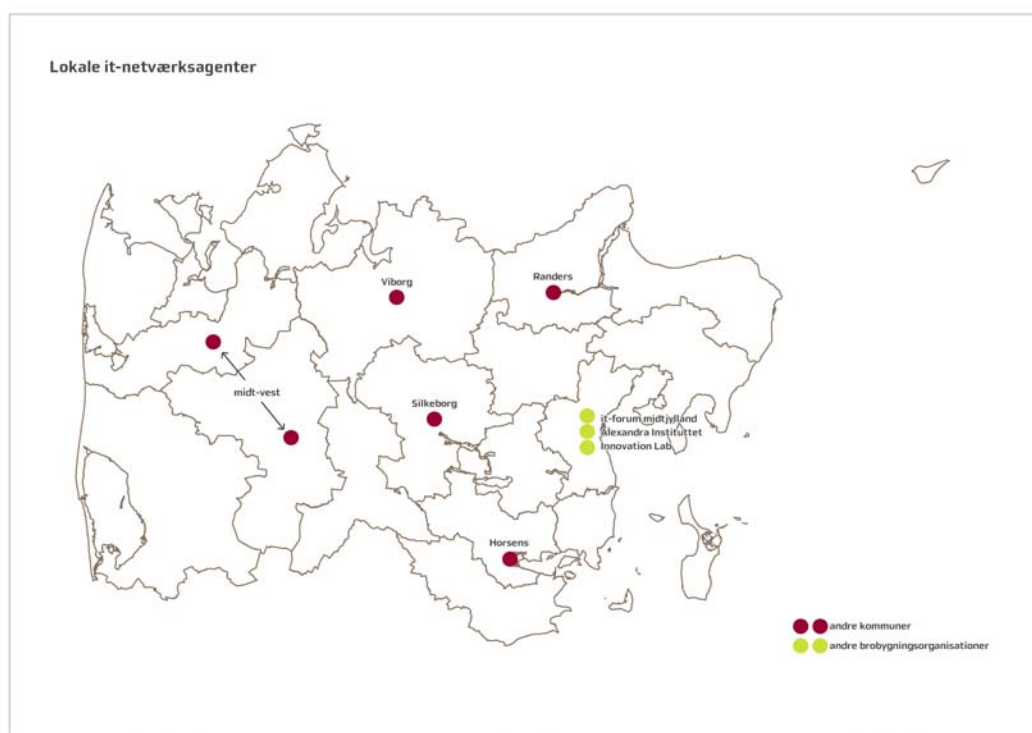 Lokale it-netværksagenter
Viborg
Randers
midt-vest
Silkeborg
it-forum midtjylland
Alexandra Instituttet
Innovation Lab
Horsens
andre kommuner
andre brobygningsorganisationer